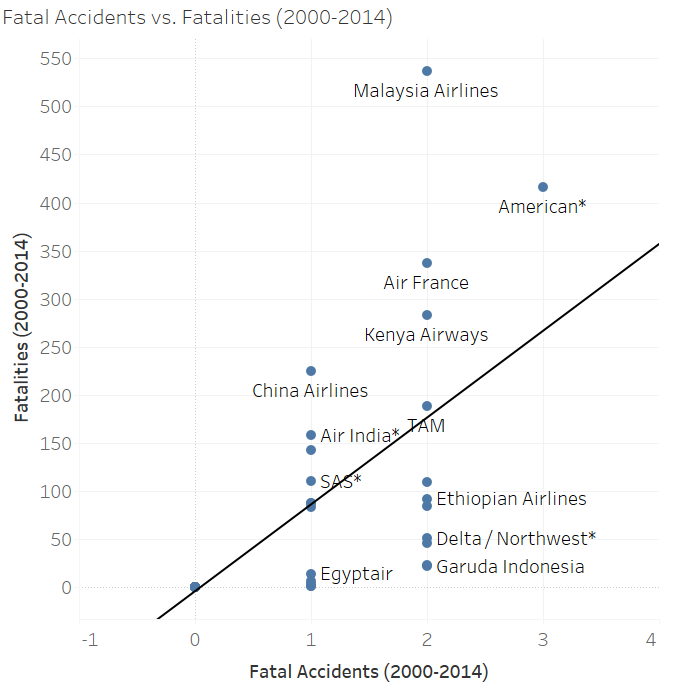 Fatal Accidents vs. Fatalities (2000-2014)
550
Malaysia Airlines
500
450
400
American*
350
Air France
300
Kenya Airways
250
China Airlines
200
TAM
Air India*
150
SAS*
100
Ethiopian Airlines
50
Delta / Northwest*
Garuda Indonesia
Egyptair
0
Fatalities (2000-2014)
-1 0 1 2 3 4
Fatal Accidents (2000-2014)